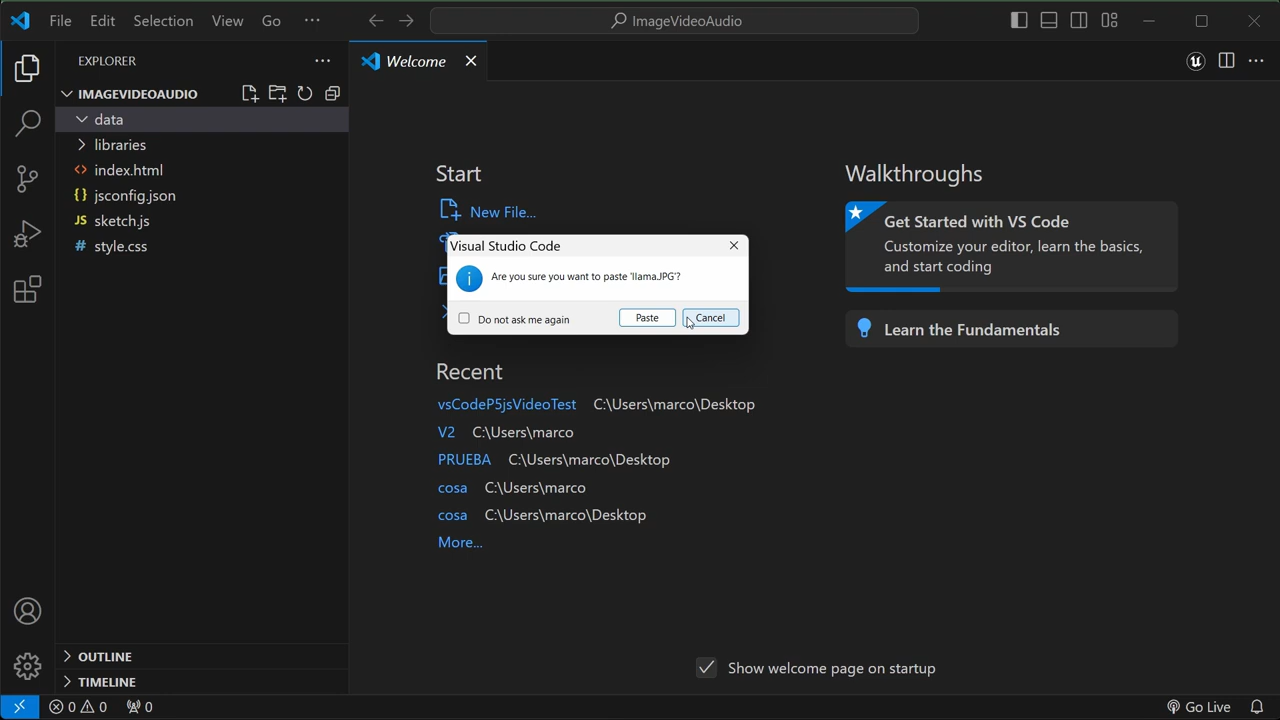 File Edit Selection View Go ···
ImageVideoAudio
EXPLORER
IMAGEVIDEOAUDIO
data
libraries
<> index.html
{} jsconfig.json
JS sketch.js
# style.css
OUTLINE
TIMELINE
Welcome
Start
New File...
Visual Studio Code
Are you sure you want to paste 'llama.JPG'?
Do not ask me again
Paste
Cancel
Recent
vsCodeP5jsVideoTest C:\Users\marco\Desktop
V2 C:\Users\marco
PRUEBA C:\Users\marco\Desktop
cosa C:\Users\marco
cosa C:\Users\marco\Desktop
More...
Walkthroughs
Get Started with VS Code
Customize your editor, learn the basics,
and start coding
Learn the Fundamentals
Show welcome page on startup
0 0 0
Go Live